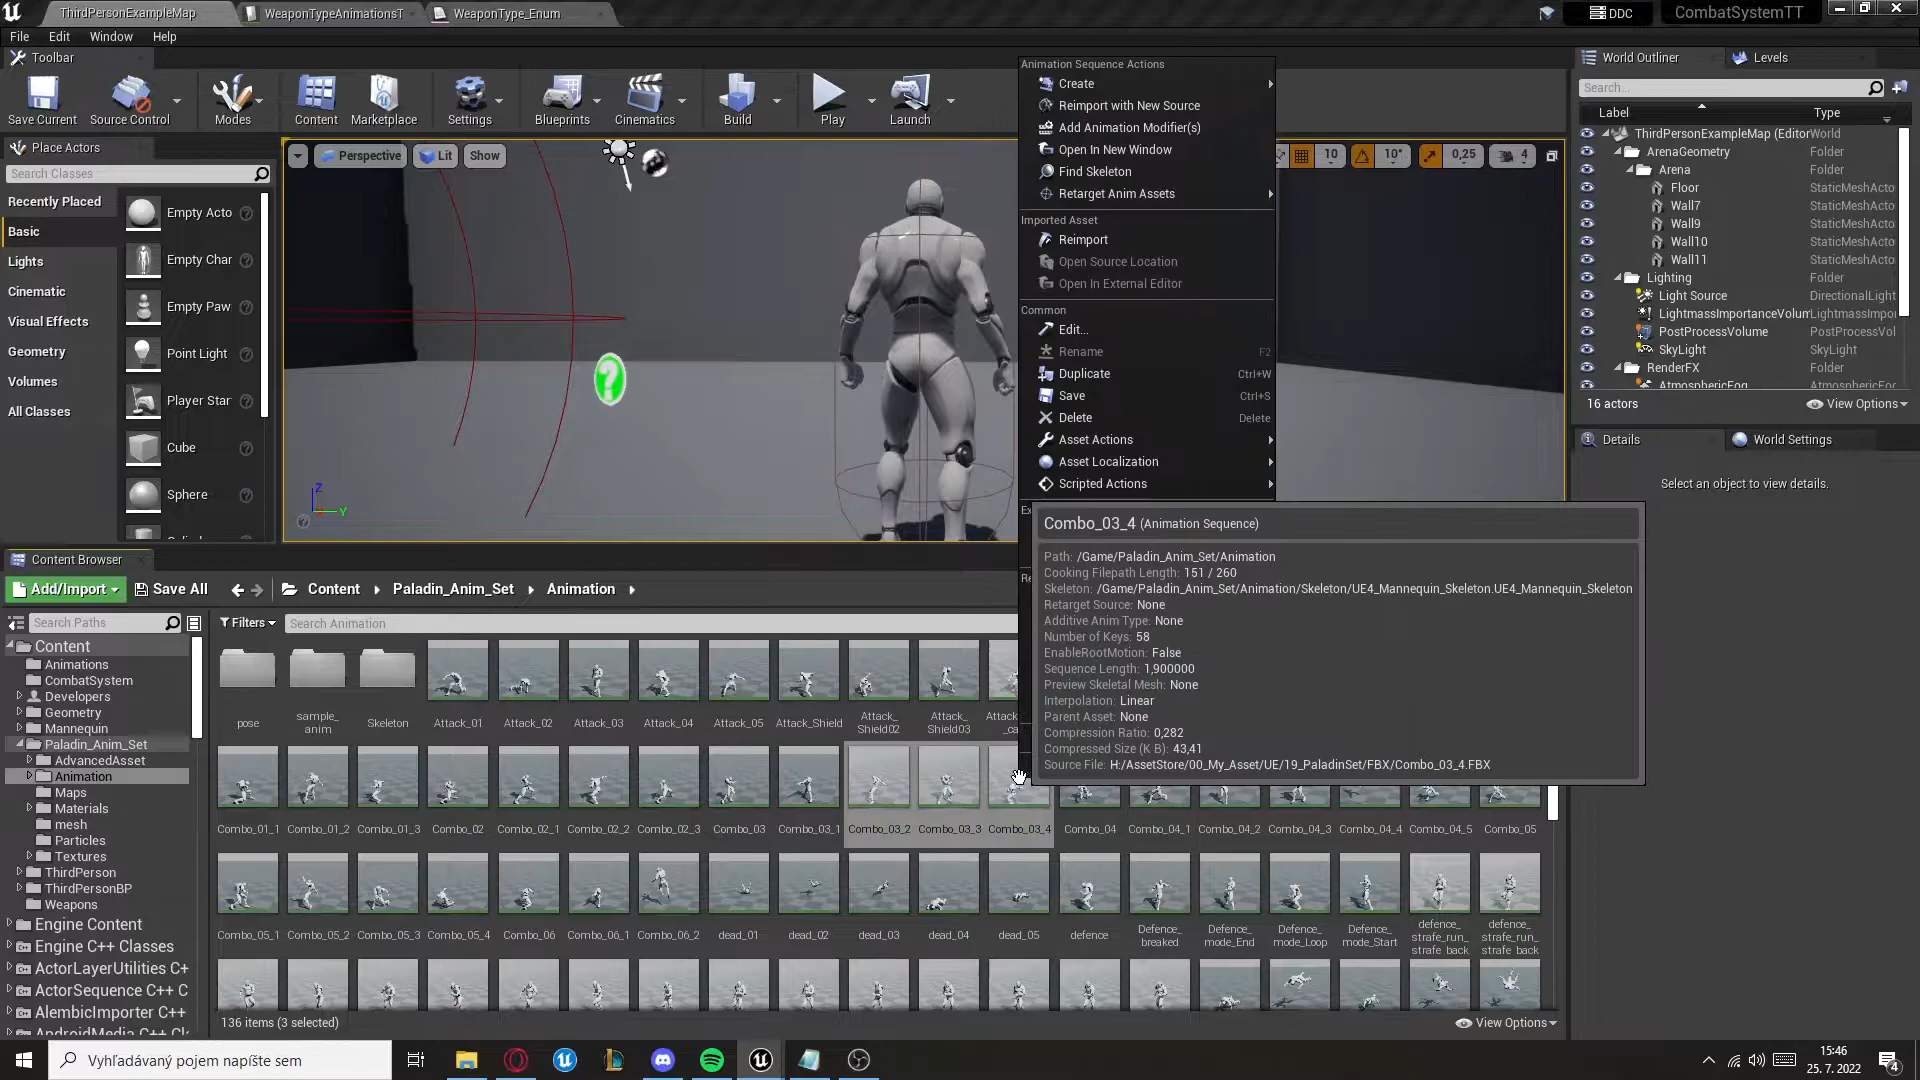 ThirdPersonExampleMap
WeaponTypeAnimationsT
WeaponType_Enum
DDC
CombatSystemTT
File
Edit
Window
Help
Toolbar
Save Current
Source Control
Modes
Content
Marketplace
Settings
Blueprints
Cinematics
Build
Play
Launch
Place Actors
Search Classes
Recently Placed
Basic
Lights
Cinematic
Visual Effects
Geometry
Volumes
All Classes
Empty Acto
Empty Char
Empty Paw
Point Light
Player Star
Cube
Sphere
Perspective
Lit
Show
10
10°
0,25
4
Z
Y
Animation Sequence Actions
Create
Reimport with New Source
Add Animation Modifier(s)
Open In New Window
Find Skeleton
Retarget Anim Assets
Imported Asset
Reimport
Open Source Location
Open In External Editor
Common
Edit...
Rename F2
Duplicate Ctrl+W
Save Ctrl+S
Delete Delete
Asset Actions
Asset Localization
Scripted Actions
Combo_03_4 (Animation Sequence)
Path: /Game/Paladin_Anim_Set/Animation
Cooking Filepath Length: 151 / 260
Skeleton: /Game/Paladin_Anim_Set/Animation/Skeleton/UE4_Mannequin_Skeleton.UE4_Mannequin_Skeleton
Retarget Source: None
Additive Anim Type: None
Number of Keys: 58
EnableRootMotion: False
Sequence Length: 1,900000
Preview Skeletal Mesh: None
Interpolation: Linear
Parent Asset: None
Compression Ratio: 0,282
Compressed Size (K B): 43,41
Source File: H:/AssetStore/00_My_Asset/UE/19_PaladinSet/FBX/Combo_03_4.FBX
World Outliner
Levels
Search...
Label Type
ThirdPersonExampleMap (Editor World
ArenaGeometry Folder
Arena Folder
Floor StaticMeshActo
Wall7 StaticMeshActo
Wall9 StaticMeshActo
Wall10 StaticMeshActo
Wall11 StaticMeshActo
Lighting Folder
Light Source DirectionalLight
LightmassImportanceVolum LightmassImpor
PostProcessVolume PostProcessVol
SkyLight SkyLight
RenderFX Folder
AtmosphericFog AtmosphericFog
16 actors
View Options
Details
World Settings
Select an object to view details.
Content Browser
Add/Import
Save All
Content
Paladin_Anim_Set
Animation
Search Paths
Filters
Search Animation
Content
Animations
CombatSystem
Developers
Geometry
Mannequin
Paladin_Anim_Set
AdvancedAsset
Animation
Maps
Materials
mesh
Particles
Textures
ThirdPerson
ThirdPersonBP
Weapons
Engine Content
Engine C++ Classes
ActorLayerUtilities C+
ActorSequence C++ C
AlembicImporter C++
AndroidMedia C++ Cl
pose
sample_
anim
Skeleton
Attack_01
Attack_02
Attack_03
Attack_04
Attack_05
Attack_Shield
Attack_
Shield02
Attack_
Shield03
Attack_
_ca
Combo_01_1
Combo_01_2
Combo_01_3
Combo_02
Combo_02_1
Combo_02_2
Combo_02_3
Combo_03
Combo_03_1
Combo_03_2
Combo_03_3
Combo_03_4
Combo_04
Combo_04_1
Combo_04_2
Combo_04_3
Combo_04_4
Combo_04_5
Combo_05
Combo_05_1
Combo_05_2
Combo_05_3
Combo_05_4
Combo_06
Combo_06_1
Combo_06_2
dead_01
dead_02
dead_03
dead_04
dead_05
defence
Defence_
breaked
Defence_
mode_End
Defence_
mode_Loop
Defence_
mode_Start
defence_
strafe_run_
strafe_back
defence_
strafe_run_
strafe_back
136 items (3 selected)
View Options
Vyhľadávaný pojem napíšte sem
15:46
25. 7. 2022
4